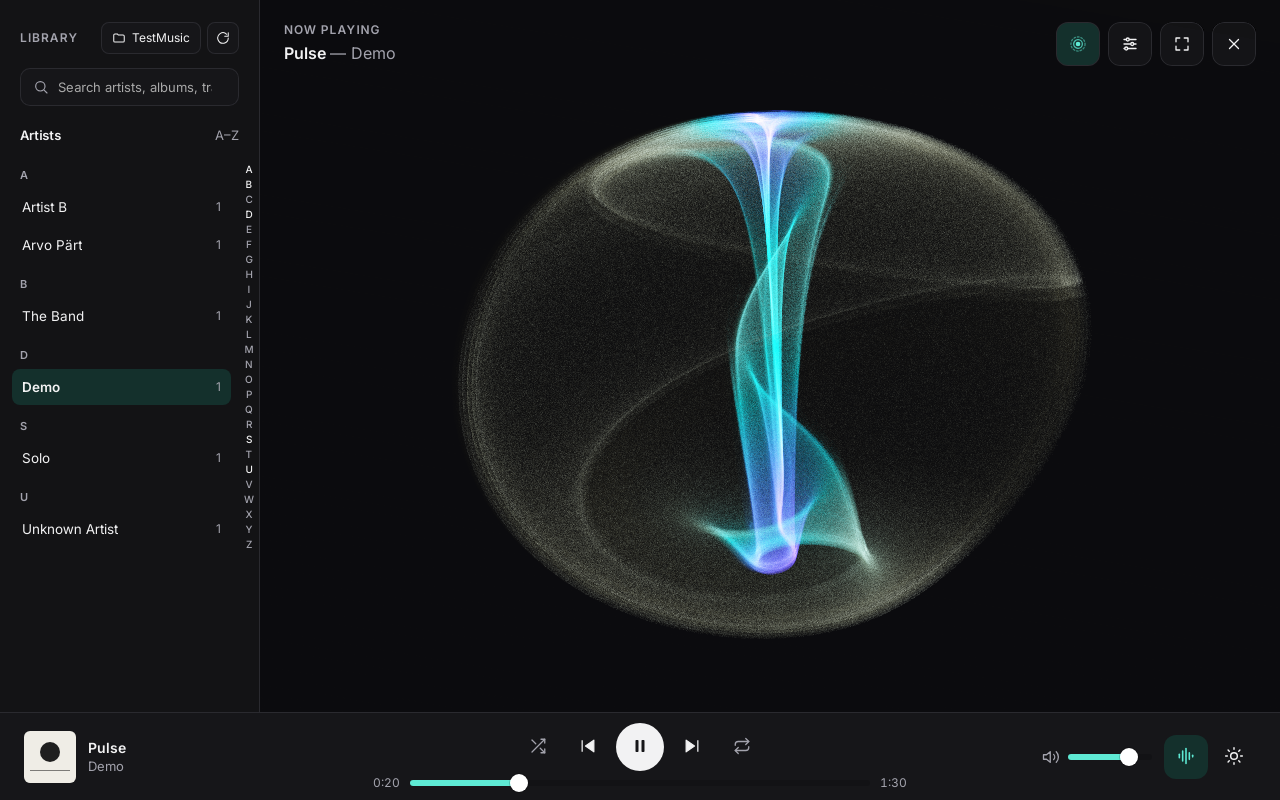 LIBRARY
TestMusic
Search artists, albums, tr
Artists
A–Z
A
Artist B
1
Arvo Pärt
1
B
The Band
1
D
Demo
1
S
Solo
1
U
Unknown Artist
1
A
B
C
D
E
F
G
H
I
J
K
L
M
N
O
P
Q
R
S
T
U
V
W
X
Y
Z
NOW PLAYING
Pulse — Demo
Pulse
Demo
0:20
1:30